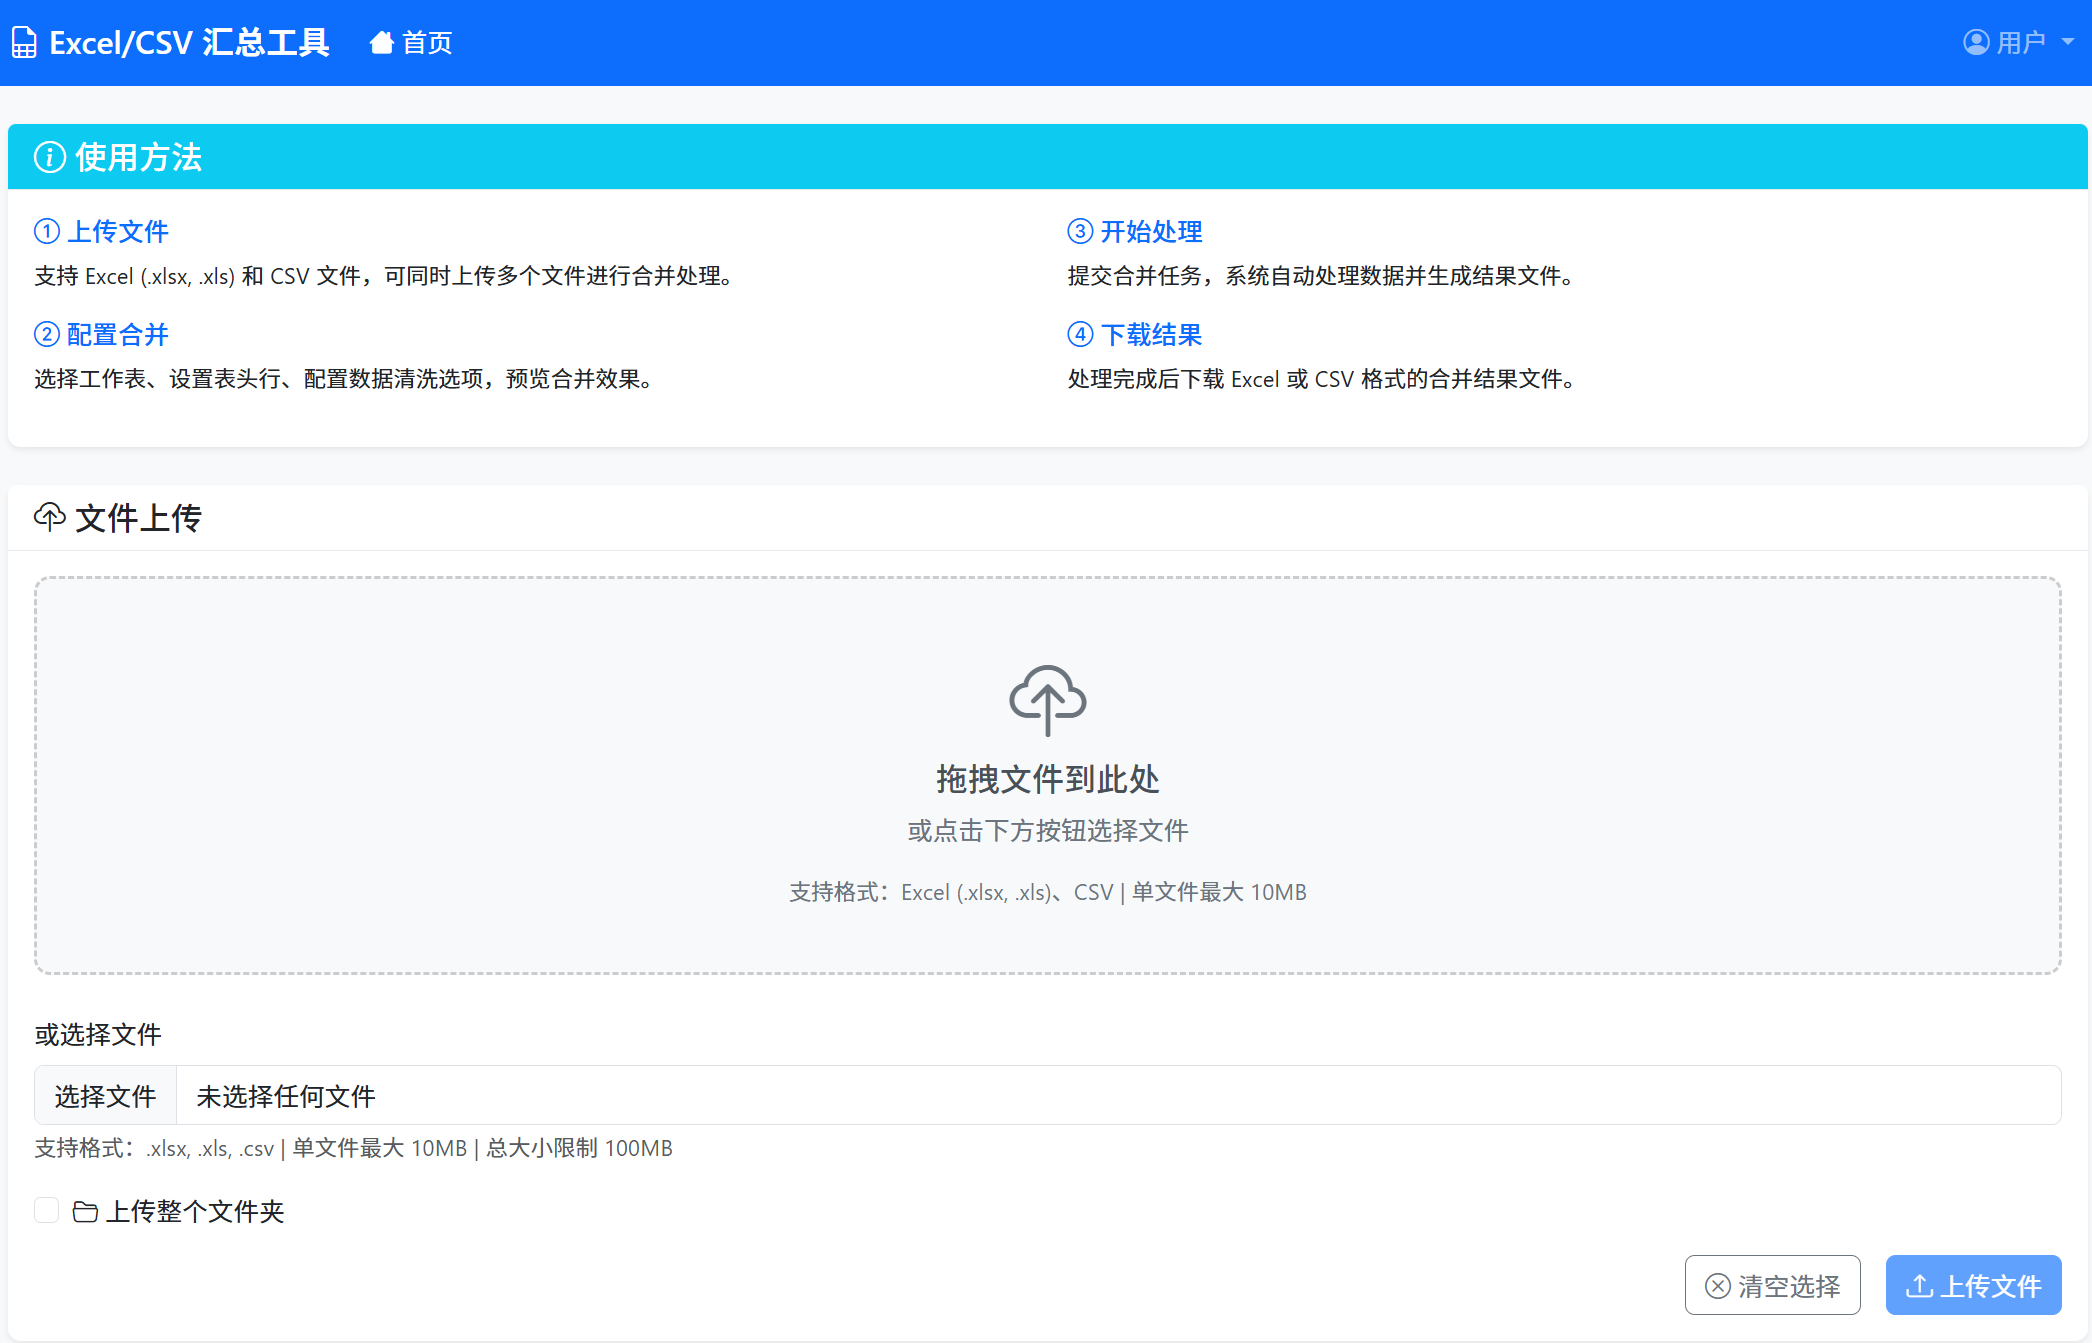 Excel/CSV 汇总工具 首页 用户
使用方法
① 上传文件
支持 Excel (.xlsx, .xls) 和 CSV 文件，可同时上传多个文件进行合并处理。
② 配置合并
选择工作表、设置表头行、配置数据清洗选项，预览合并效果。
③ 开始处理
提交合并任务，系统自动处理数据并生成结果文件。
④ 下载结果
处理完成后下载 Excel 或 CSV 格式的合并结果文件。
文件上传
拖拽文件到此处
或点击下方按钮选择文件
支持格式：Excel (.xlsx, .xls)、CSV | 单文件最大 10MB
或选择文件
选择文件 未选择任何文件
支持格式：.xlsx, .xls, .csv | 单文件最大 10MB | 总大小限制 100MB
上传整个文件夹
清空选择 上传文件